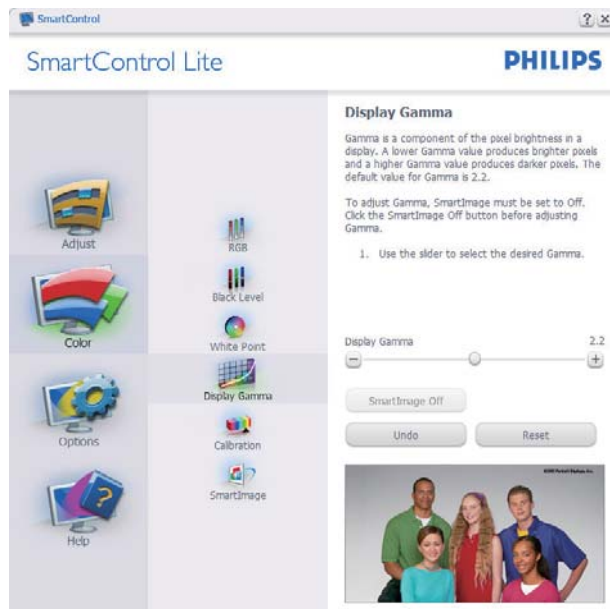 SmartControl
SmartControl Lite
PHILIPS
Adjust
Color
Options
Help
RGB
Black Level
White Point
Display Gamma
Calibration
SmartImage
Display Gamma
Gamma is a component of the pixel brightness in a
display. A lower Gamma value produces brighter pixels
and a higher Gamma value produces darker pixels. The
default value for Gamma is 2.2.
To adjust Gamma, SmartImage must be set to Off.
Click the SmartImage Off button before adjusting
Gamma.
1. Use the slider to select the desired Gamma.
Display Gamma 2.2
SmartImage Off
Undo Reset